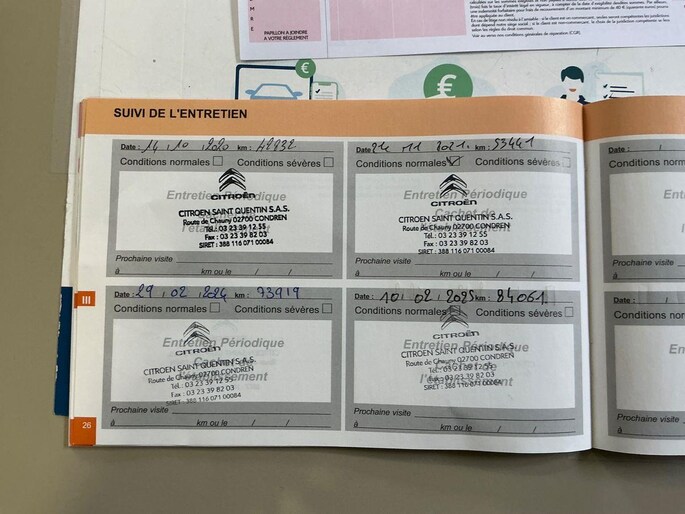 PAPILLON A JOINDRE
A VOTRE RÈGLEMENT
SUIVI DE L'ENTRETIEN
Date : 14 , 10 , 2020 km : 42832
Conditions normales Conditions sévères
Entretien Périodique
CITROËN
CITROEN SAINT QUENTIN S.A.S.
Route de Chauny 02700 CONDREN
Tél.: 03 23 39 12 55
Fax : 03 23 39 82 03
SIRET : 388 116 071 00084
Prochaine visite
à km ou le / /
Date : 24 11 2021 km : 53441
Conditions normales Conditions sévères
Entretien Périodique
Cachet de
CITROËN
CITROEN SAINT QUENTIN S.A.S.
Route de Chauny 02700 CONDREN
Tél.: 03 23 39 12 55
Fax : 03 23 39 82 03
SIRET : 388 116 071 00084
Prochaine visite
à km ou le / /
III
Date : 29 , 02 , 2024 km : 73919
Conditions normales Conditions sévères
CITROËN
Entretien Périodique
CITROEN SAINT QUENTIN S.A.S.
Route de Chauny 02700 CONDREN
Tél.: 03 23 39 12 55
Fax : 03 23 39 82 03
SIRET : 388 116 071 00084
Prochaine visite
à km ou le / /
Date : 10 , 02 , 2025 km : 84061
Conditions normales Conditions sévères
CITROËN
Entretien Périodique
CITROEN SAINT QUENTIN S.A.S.
Route de Chauny 02700 CONDREN
Tél.: 03 23 39 12 55
Fax : 03 23 39 82 03
SIRET : 388 116 071 00084
Prochaine visite
à km ou le / /
26
Date : /
Conditions norma
Prochaine visite
à
Date : /
Conditions norma
Prochaine visite
à